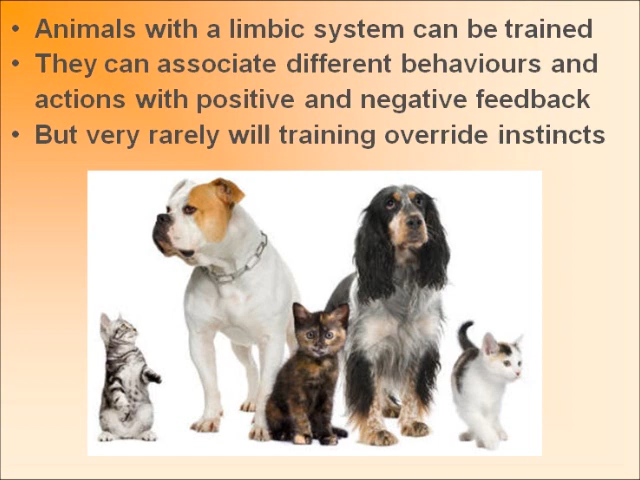 • Animals with a limbic system can be trained
• They can associate different behaviours and
actions with positive and negative feedback
• But very rarely will training override instincts